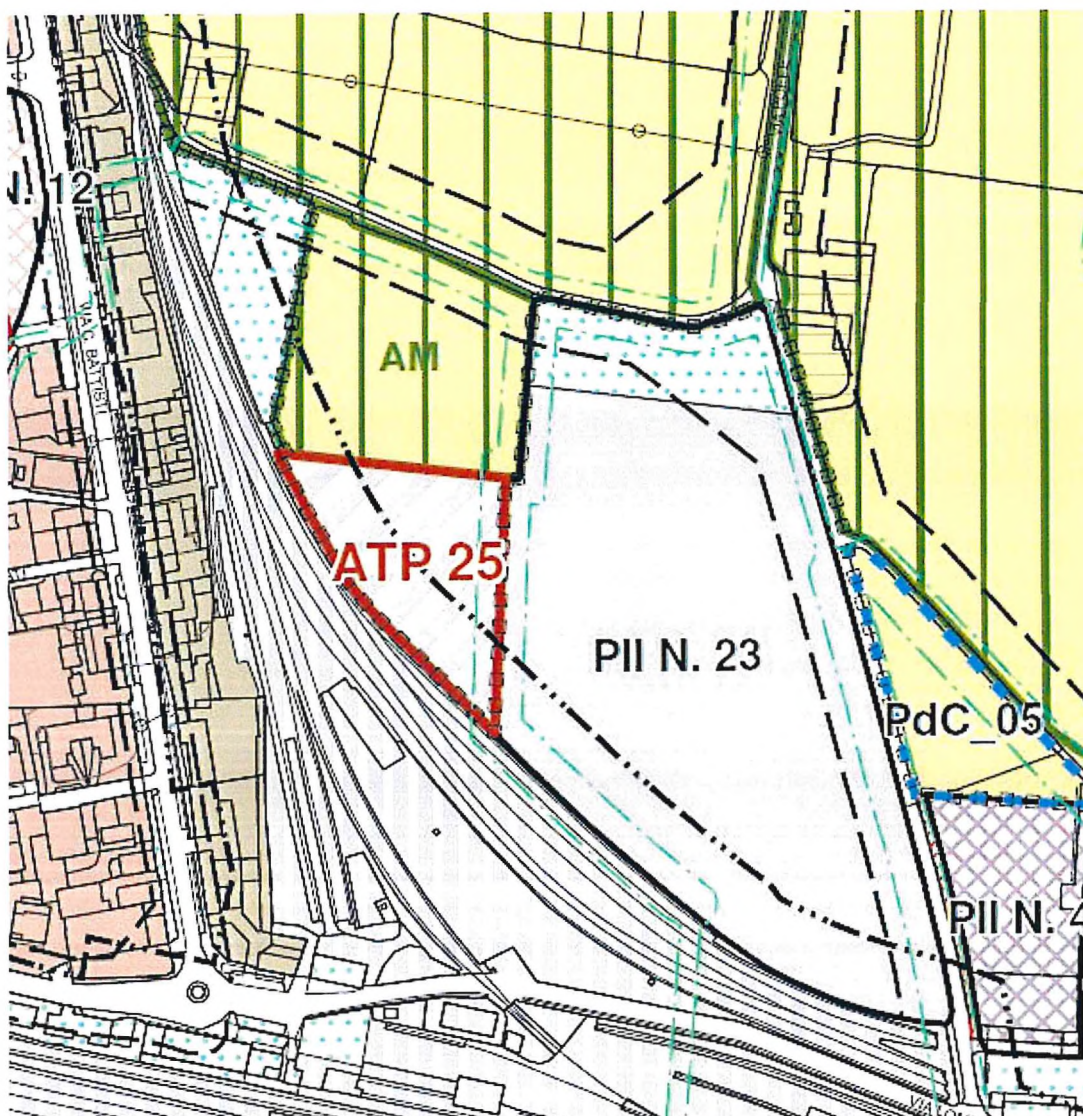 N. 12
VIA C. BATTISTI
AM
ATP 25
PII N. 23
PdC_05
PII N. 4